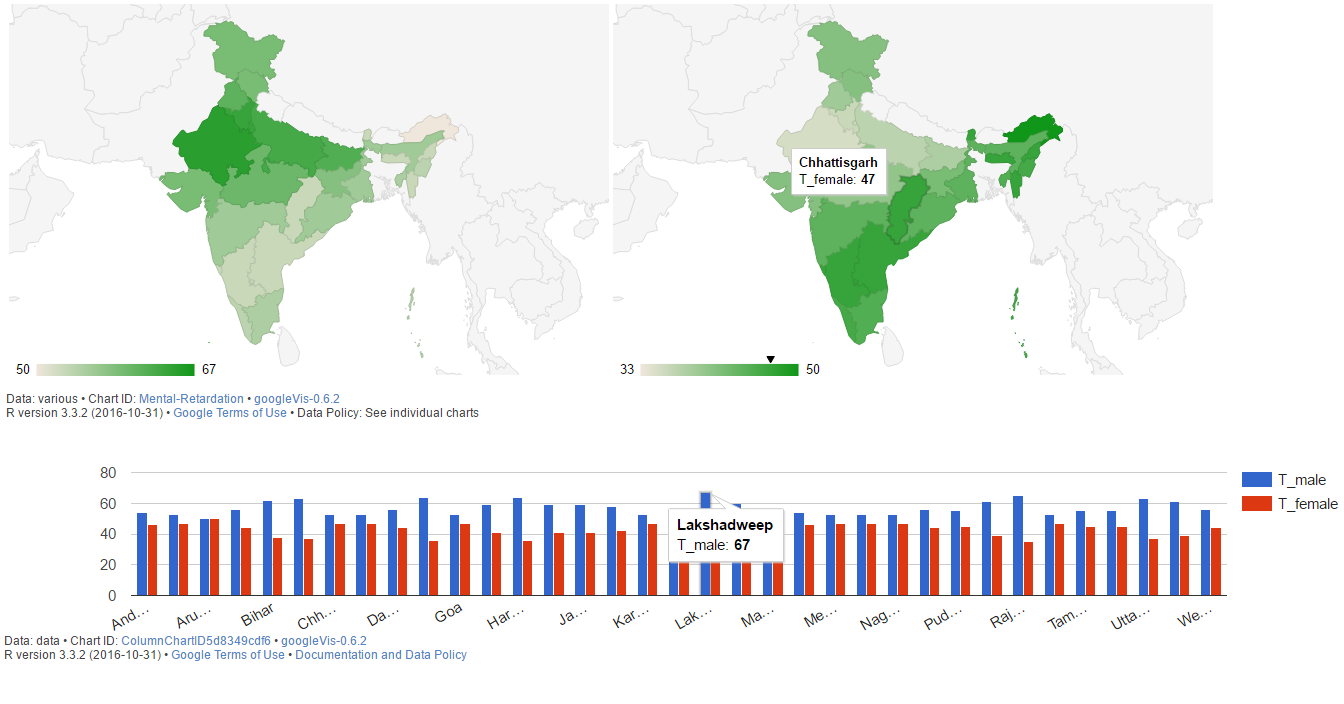 Chhattisgarh
T_female: 47
50 67
33 50
Data: various • Chart ID: Mental-Retardation • googleVis-0.6.2
R version 3.3.2 (2016-10-31) • Google Terms of Use • Data Policy: See individual charts
80
60
40
20
0
T_male
T_female
Lakshadweep
T_male: 67
And… Aru… Bihar Chh… Da… Goa Har… Ja… Kar… Lak… Ma… Me… Nag… Pud… Raj… Tam… Utta… We…
Data: data • Chart ID: ColumnChartID5d8349cdf6 • googleVis-0.6.2
R version 3.3.2 (2016-10-31) • Google Terms of Use • Documentation and Data Policy